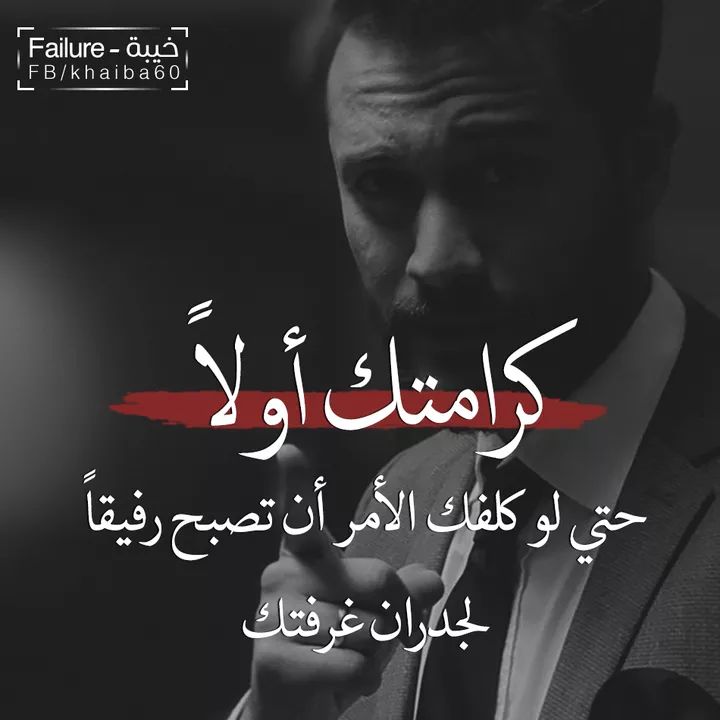 Failure - خيبة
FB/khaiba60
كرامتك أولاً
حتي لو كلفك الأمر أن تصبح رفيقاً
لجدران غرفتك